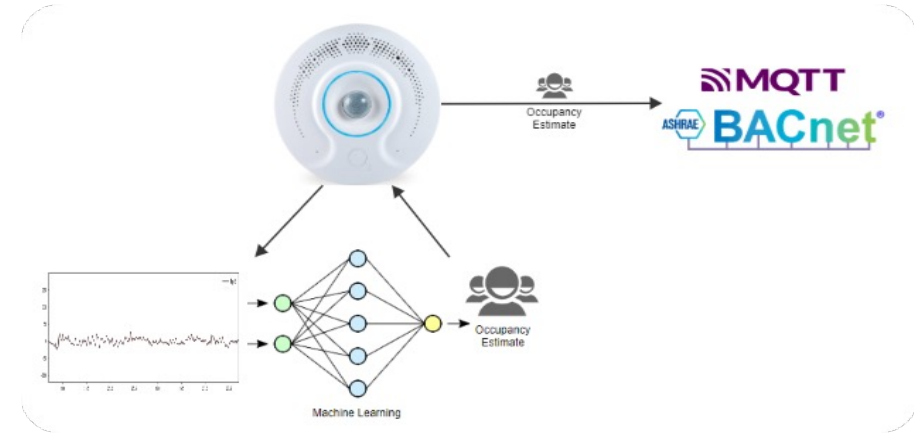 MQTT
Occupancy
Estimate
ASHRAE BACnet®
Occupancy
Estimate
Machine Learning